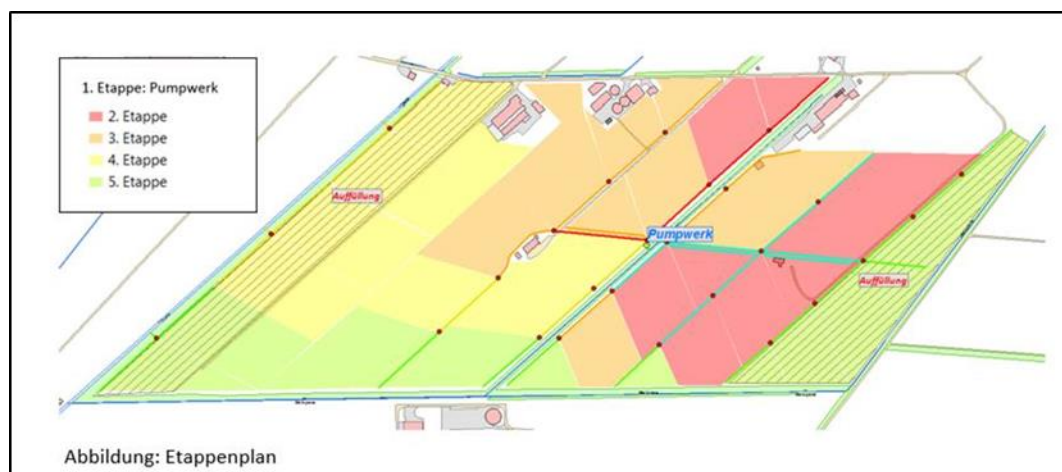 1. Etappe: Pumpwerk
2. Etappe
3. Etappe
4. Etappe
5. Etappe
Auffüllung
Pumpwerk
Auffüllung
Abbildung: Etappenplan